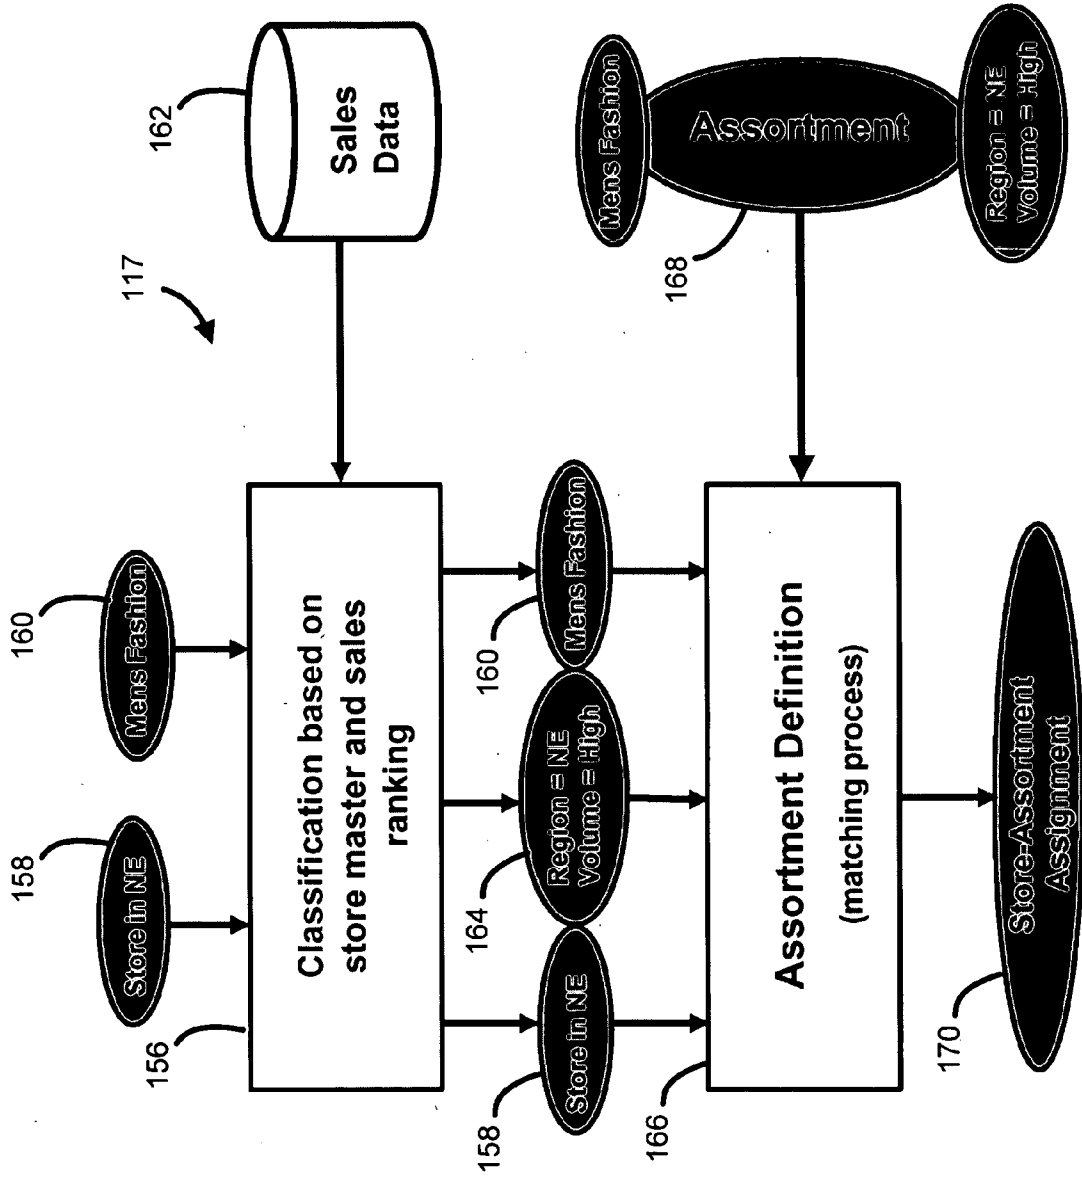 158
160
Store in NE
Mens Fashion
117
162
156
Classification based on
store master and sales
ranking
Sales
Data
158
164
160
Store in NE
Region = NE
Volume = High
Mens Fashion
Mens Fashion
166
168
Assortment Definition
(matching process)
Assortment
170
Store-Assortment
Assignment
Region = NE
Volume = High